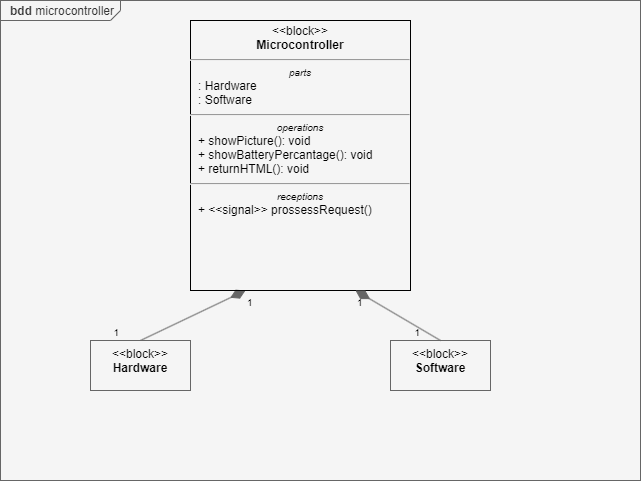 bdd microcontroller
<<block>>
Microcontroller
parts
: Hardware
: Software
operations
+ showPicture(): void
+ showBatteryPercantage(): void
+ returnHTML(): void
receptions
+ <<signal>> prossessRequest()
1
1
1
1
<<block>>
Hardware
<<block>>
Software